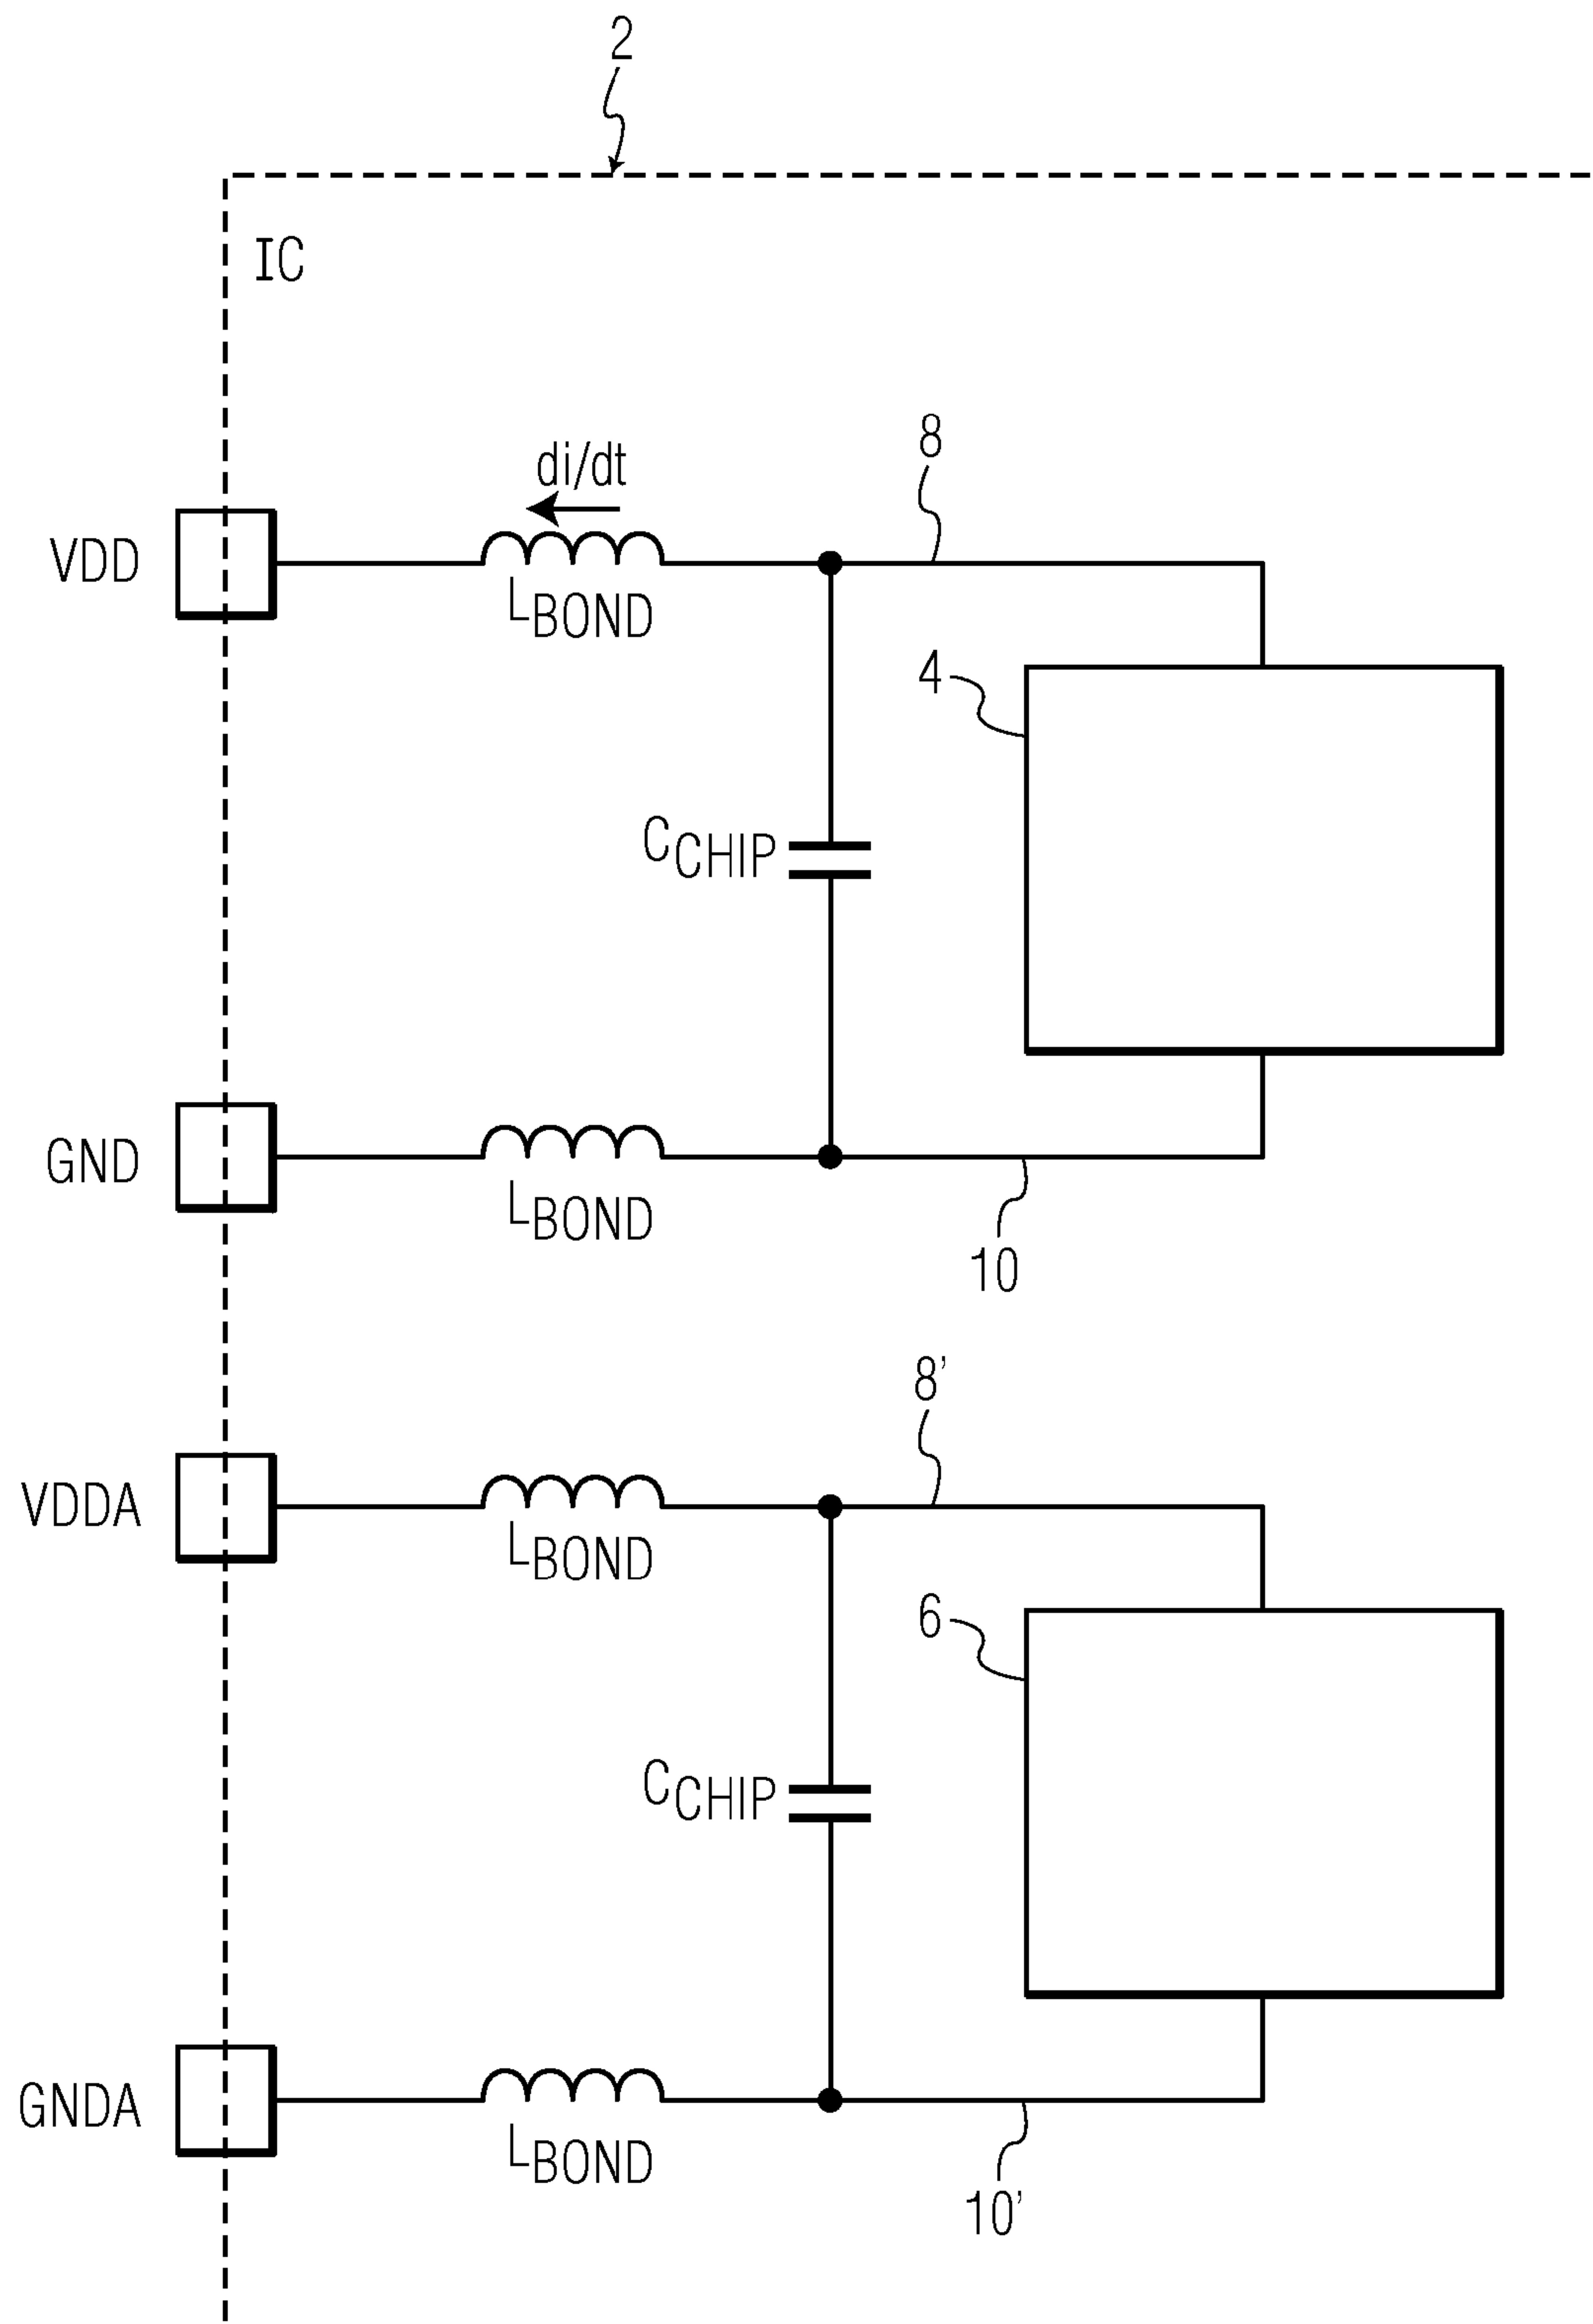 2
IC
di/dt
8
VDD
LBOND
4
CCHIP
GND
LBOND
10
8'
VDDA
LBOND
6
CCHIP
GNDA
LBOND
10'